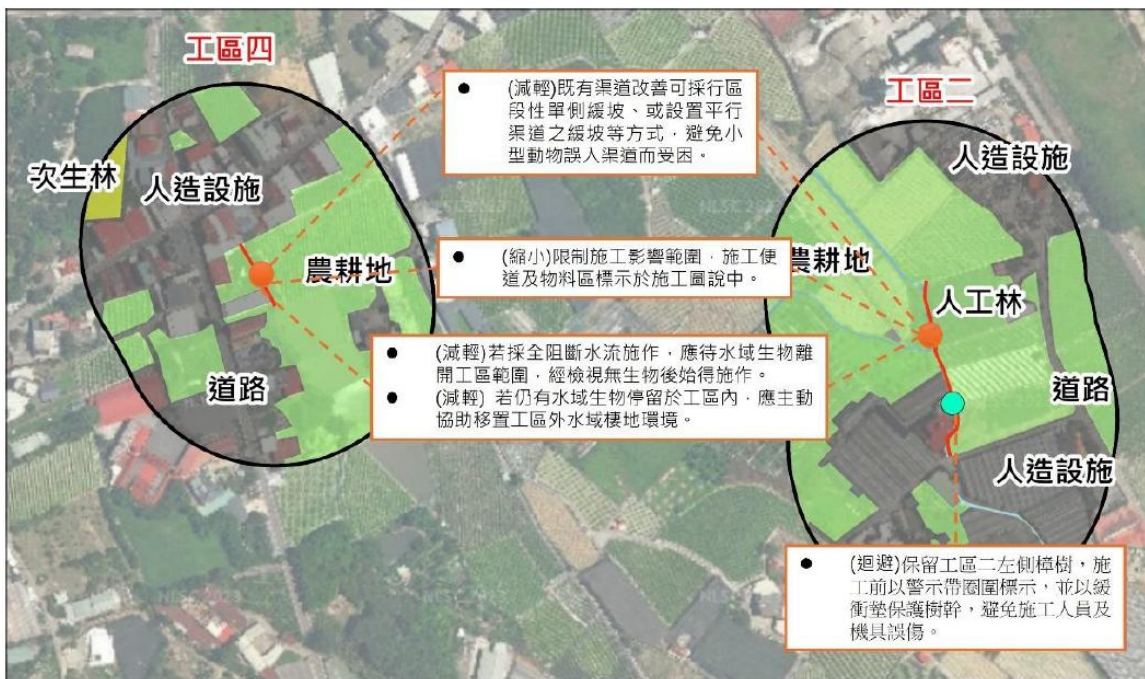 工區四
工區二
● (減輕)既有渠道改善可採行區
段性單側緩坡、或設置平行
渠道之緩坡等方式，避免小
型動物誤入渠道而受困。
人造設施
次生林
人造設施
● (縮小)限制施工影響範圍，施工便
道及物料區標示於施工圖說中。
農耕地
農耕地
人工林
● (減輕)若採全阻斷水流施作，應待水域生物離
開工區範圍，經檢視無生物後始得施作。
● (減輕) 若仍有水域生物停留於工區內，應主動
協助移置工區外水域棲地環境。
道路
道路
人造設施
● (迴避)保留工區二左側樟樹，施
工前以警示帶圈圍標示，並以緩
衝墊保護樹幹，避免施工人員及
機具誤傷。